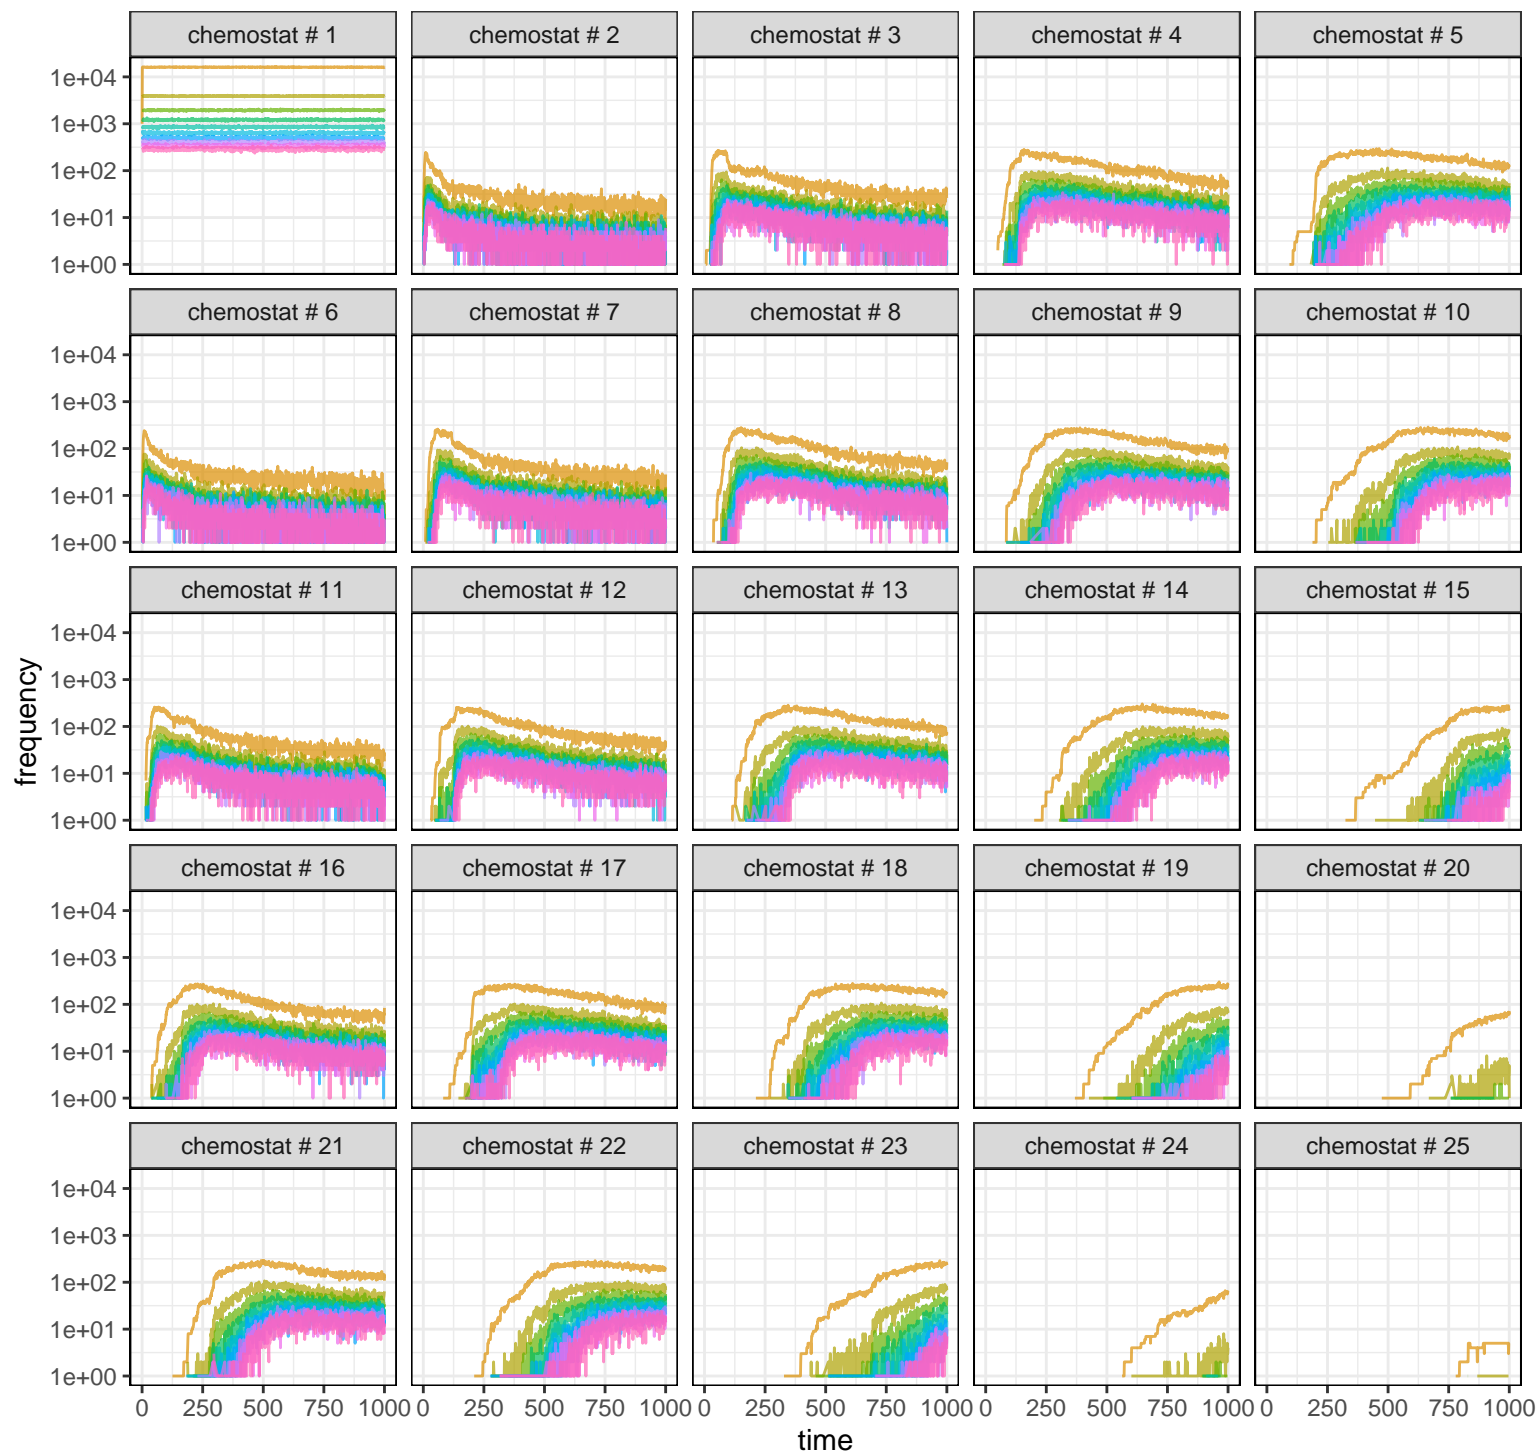 chemostat # 1 chemostat # 2 chemostat # 3 chemostat # 4 chemostat # 5
1e+04
1e+03
1e+02
1e+01
1e+00
chemostat # 6 chemostat # 7 chemostat # 8 chemostat # 9 chemostat # 10
1e+04
1e+03
1e+02
1e+01
1e+00
chemostat # 11 chemostat # 12 chemostat # 13 chemostat # 14 chemostat # 15
1e+04
1e+03
1e+02
1e+01
1e+00
frequency
chemostat # 16 chemostat # 17 chemostat # 18 chemostat # 19 chemostat # 20
1e+04
1e+03
1e+02
1e+01
1e+00
chemostat # 21 chemostat # 22 chemostat # 23 chemostat # 24 chemostat # 25
1e+04
1e+03
1e+02
1e+01
1e+00
0 250 500 750 1000 0 250 500 750 1000 0 250 500 750 1000 0 250 500 750 1000 0 250 500 750 1000
time